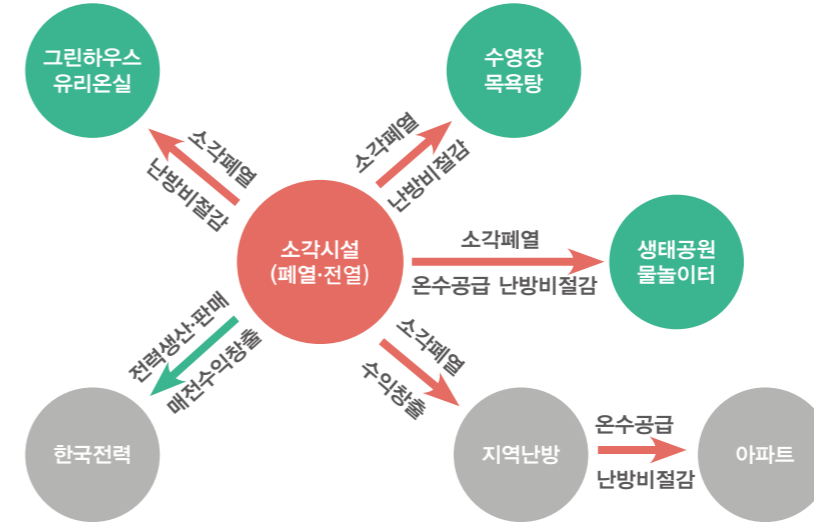 그린하우스
유리온실
수영장
목욕탕
소각폐열
난방비절감
소각폐열
난방비절감
소각시설
(폐열·전열)
소각폐열
온수공급 난방비절감
생태공원
물놀이터
전력생산·판매
매전수익창출
소각폐열
수익창출
한국전력
지역난방
온수공급
난방비절감
아파트